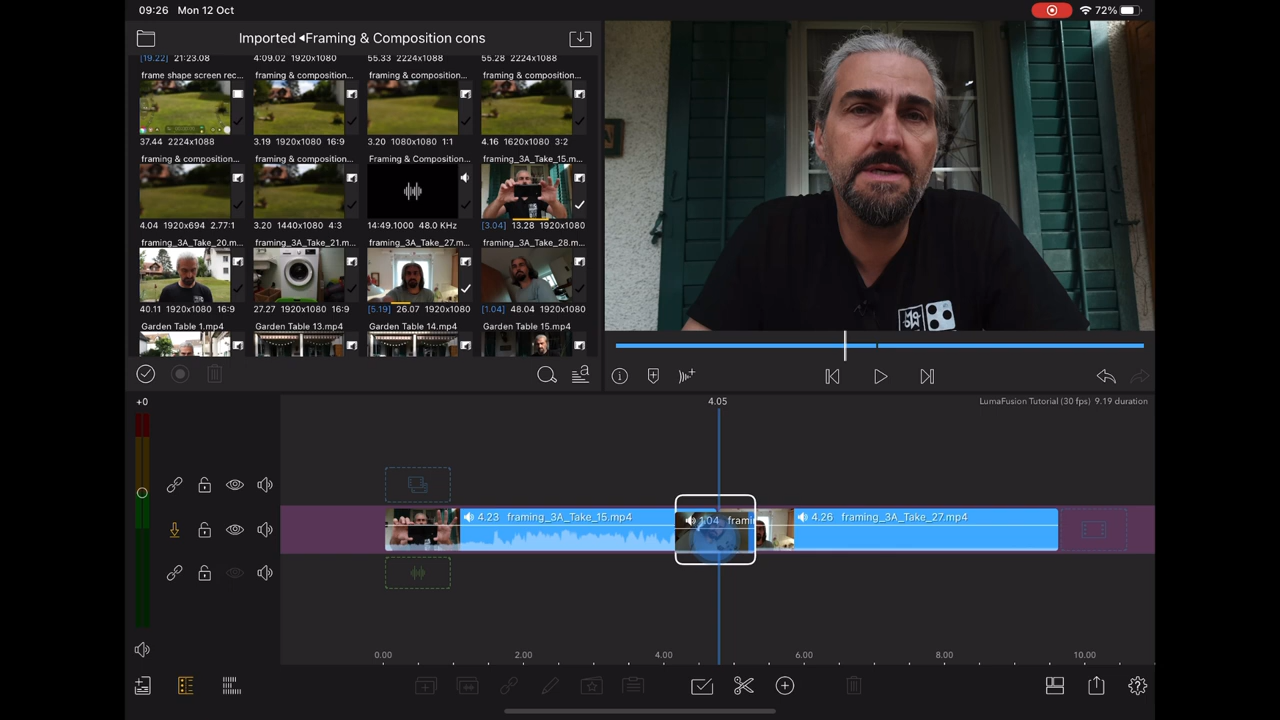 09:26 Mon 12 Oct
72%
Imported ◂Framing & Composition cons
[19.22] 21:23.08
4:09.02 1920x1080
55.33 2224x1088
55.28 2224x1088
frame shape screen rec...
framing & composition...
framing & composition...
framing & composition...
37.44 2224x1088
3.19 1920x1080 16:9
3.20 1080x1080 1:1
4.16 1620x1080 3:2
framing & composition...
framing & composition...
Framing & Composition...
framing_3A_Take_15.m...
4.04 1920x694 2.77:1
3.20 1440x1080 4:3
14:49.1000 48.0 KHz
[3.04] 13.28 1920x1080
framing_3A_Take_20.m...
framing_3A_Take_21.m...
framing_3A_Take_27.m...
framing_3A_Take_28.m...
40.11 1920x1080 16:9
27.27 1920x1080 16:9
[5.19] 26.07 1920x1080
[1.04] 48.04 1920x1080
Garden Table 1.mp4
Garden Table 13.mp4
Garden Table 14.mp4
Garden Table 15.mp4
+0
4.05
LumaFusion Tutorial (30 fps) 9.19 duration
4.23 framing_3A_Take_15.mp4
1.04 frami
4.26 framing_3A_Take_27.mp4
0.00 2.00 4.00 6.00 8.00 10.00